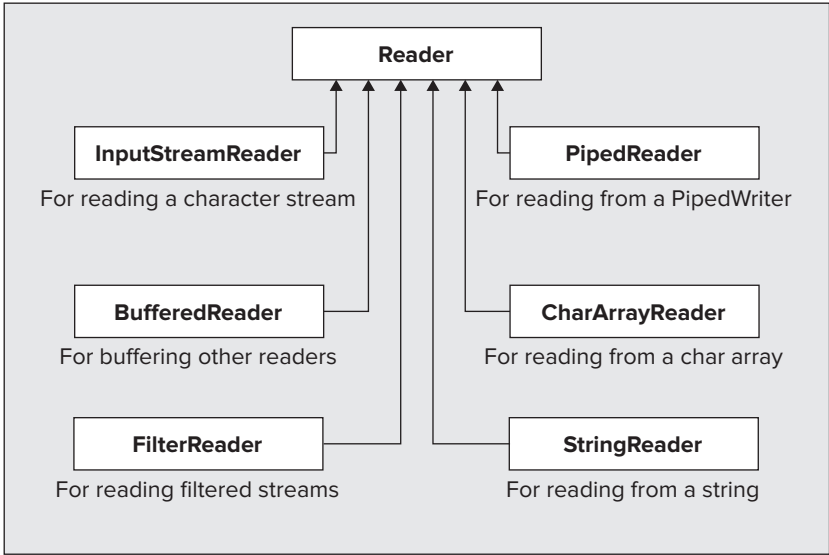 Reader
InputStreamReader
For reading a character stream
PipedReader
For reading from a PipedWriter
BufferedReader
For buffering other readers
CharArrayReader
For reading from a char array
FilterReader
For reading filtered streams
StringReader
For reading from a string